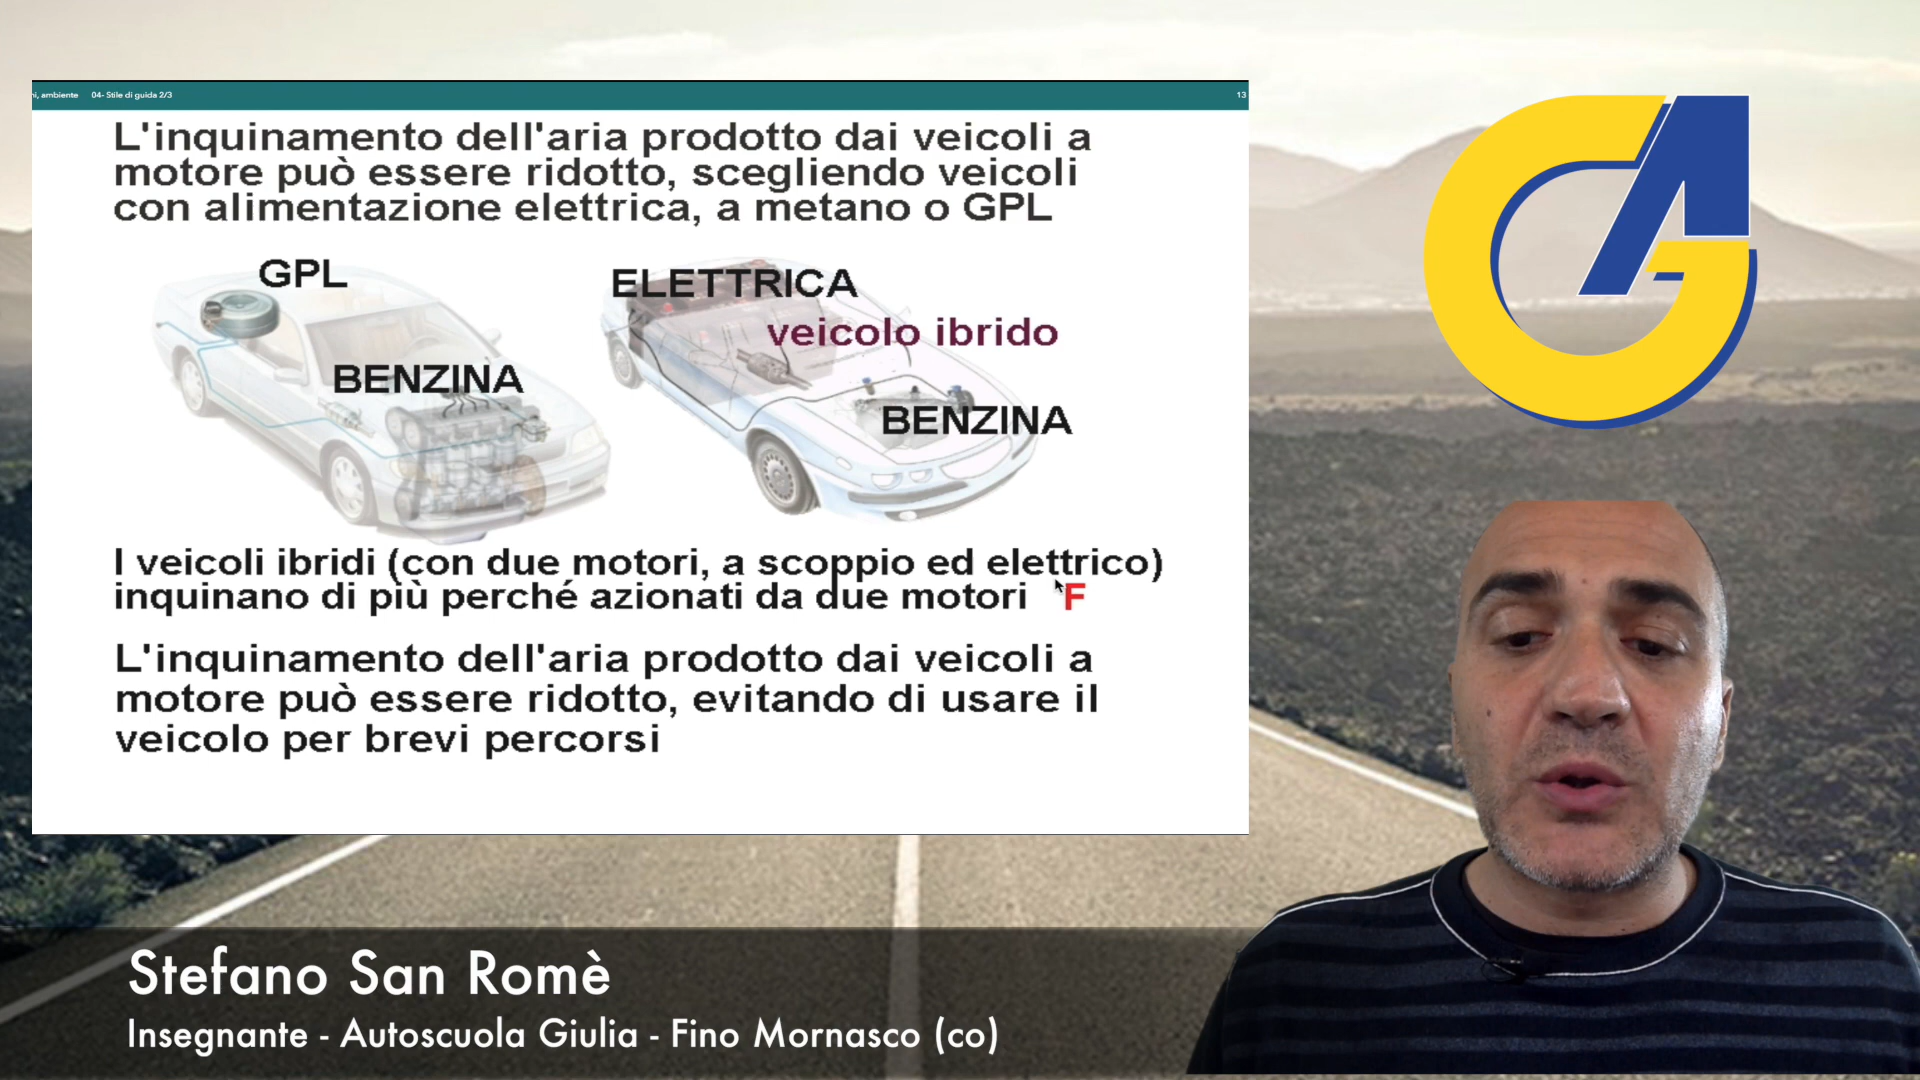 ni, ambiente 04- Stile di guida 2/3 13
L'inquinamento dell'aria prodotto dai veicoli a
motore può essere ridotto, scegliendo veicoli
con alimentazione elettrica, a metano o GPL
GPL
ELETTRICA
veicolo ibrido
BENZINA
BENZINA
I veicoli ibridi (con due motori, a scoppio ed elettrico)
inquinano di più perché azionati da due motori F
L'inquinamento dell'aria prodotto dai veicoli a
motore può essere ridotto, evitando di usare il
veicolo per brevi percorsi
Stefano San Romè
Insegnante - Autoscuola Giulia - Fino Mornasco (co)